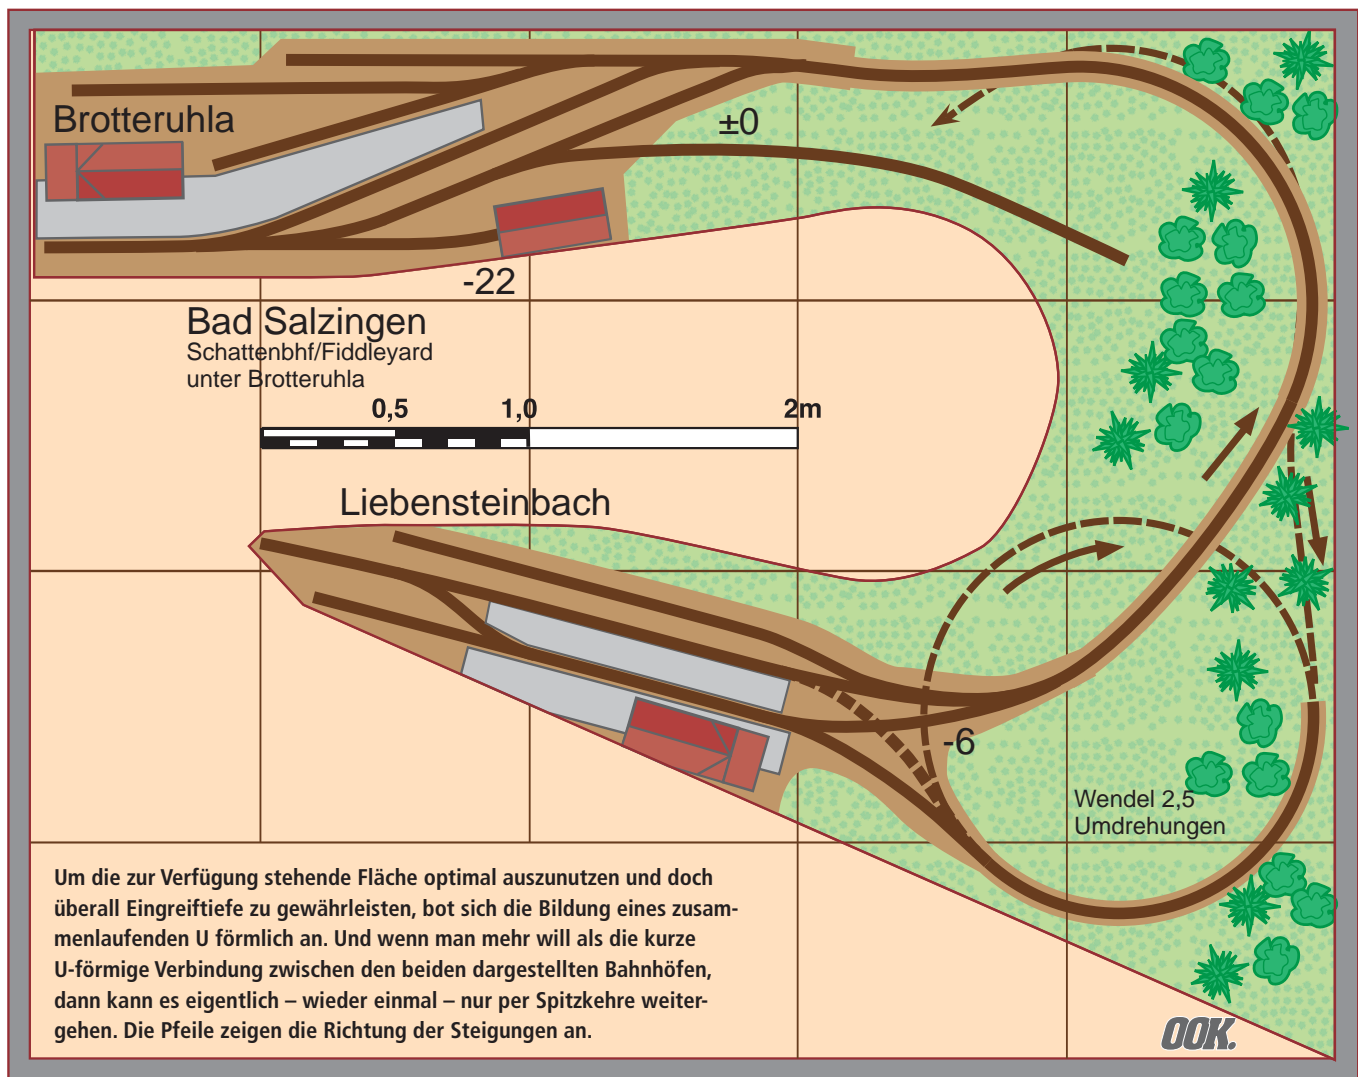 Brotteruhla
±0
-22
Bad Salzingen
Schattenbhf/Fiddleyard
unter Brotteruhla
0,5 1,0 2m
Liebensteinbach
-6
Wendel 2,5
Umdrehungen
Um die zur Verfügung stehende Fläche optimal auszunutzen und doch
überall Eingreiftiefe zu gewährleisten, bot sich die Bildung eines zusam-
menlaufenden U förmlich an. Und wenn man mehr will als die kurze
U-förmige Verbindung zwischen den beiden dargestellten Bahnhöfen,
dann kann es eigentlich – wieder einmal – nur per Spitzkehre weiter-
gehen. Die Pfeile zeigen die Richtung der Steigungen an.
OOK.